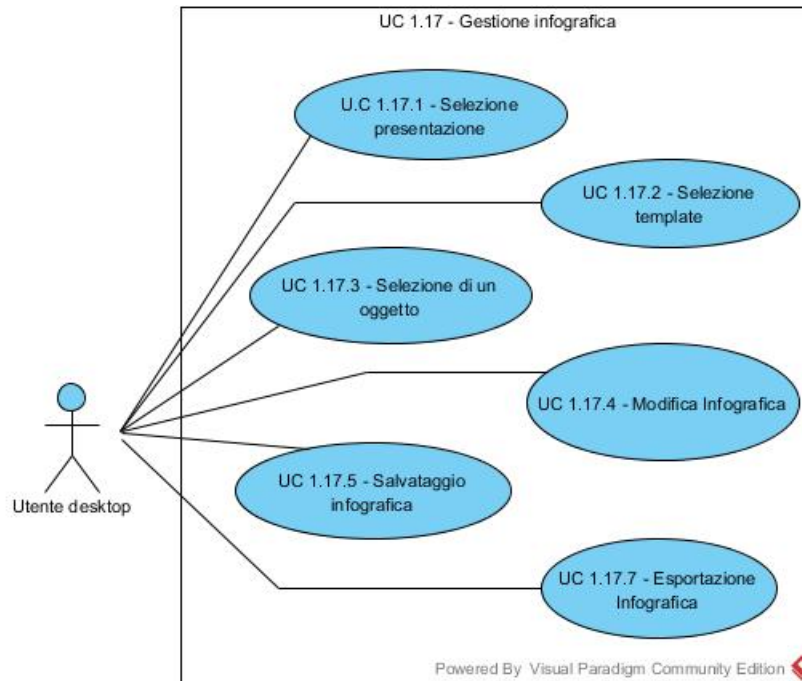 UC 1.17 - Gestione infografica
U.C 1.17.1 - Selezione
presentazione
UC 1.17.2 - Selezione
template
UC 1.17.3 - Selezione di un
oggetto
UC 1.17.4 - Modifica Infografica
UC 1.17.5 - Salvataggio
infografica
Utente desktop
UC 1.17.7 - Esportazione
Infografica
Powered By Visual Paradigm Community Edition